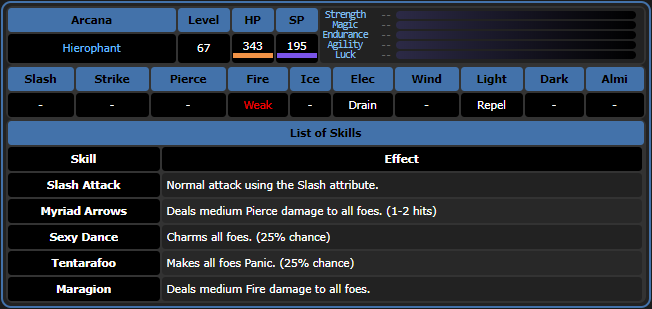 Arcana Level HP SP
Hierophant 67 343 195
Strength --
Magic --
Endurance --
Agility --
Luck --
Slash Strike Pierce Fire Ice Elec Wind Light Dark Almi
- - - Weak - Drain - Repel - -
List of Skills
Skill Effect
Slash Attack Normal attack using the Slash attribute.
Myriad Arrows Deals medium Pierce damage to all foes. (1-2 hits)
Sexy Dance Charms all foes. (25% chance)
Tentarafoo Makes all foes Panic. (25% chance)
Maragion Deals medium Fire damage to all foes.